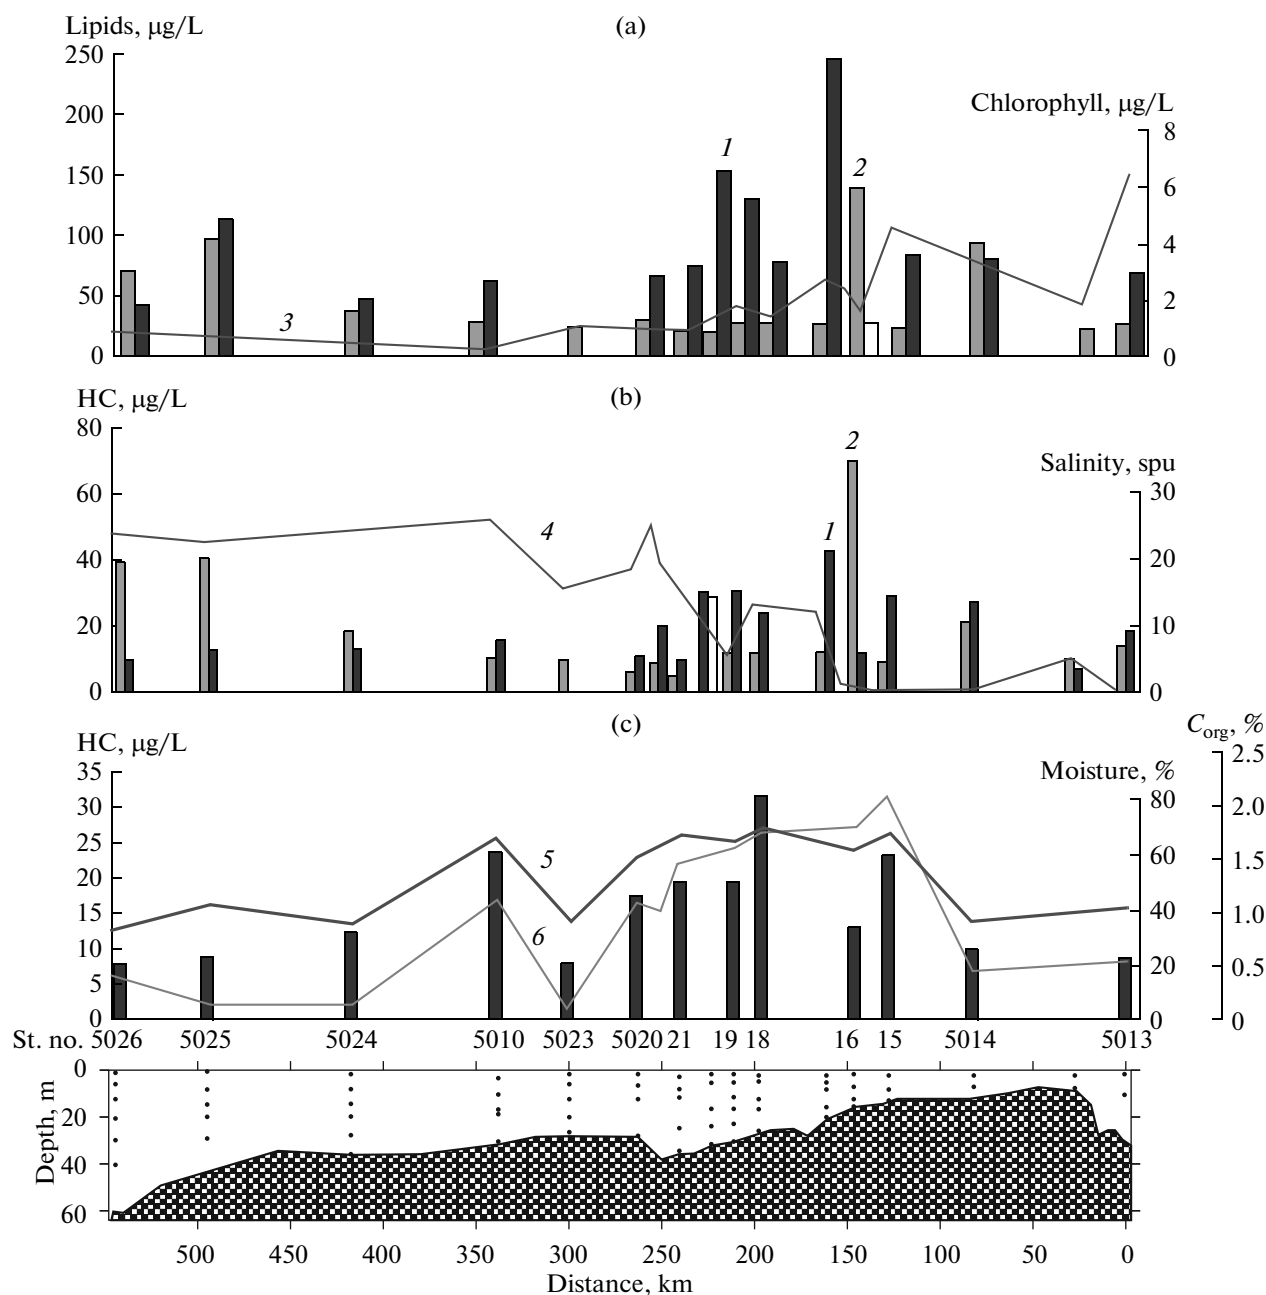 Lipids, μg/L (a)
250
200 Chlorophyll, μg/L
8
150 1 2 6
100 4
50 3 2
0 0
HC, μg/L (b)
80 2
Salinity, spu
60 30
4 1
40 20
20 10
0 0
(c)
HC, μg/L Corg, %
35 Moisture, % 2.5
30 80 2.0
25
5 60 1.5
20
15 40 1.0
6
10 20 0.5
5
0 0 0
St. no. 5026 5025 5024 5010 5023 5020 21 19 18 16 15 5014 5013
0
20
Depth, m
40
60
500 450 400 350 300 250 200 150 100 50 0
Distance, km